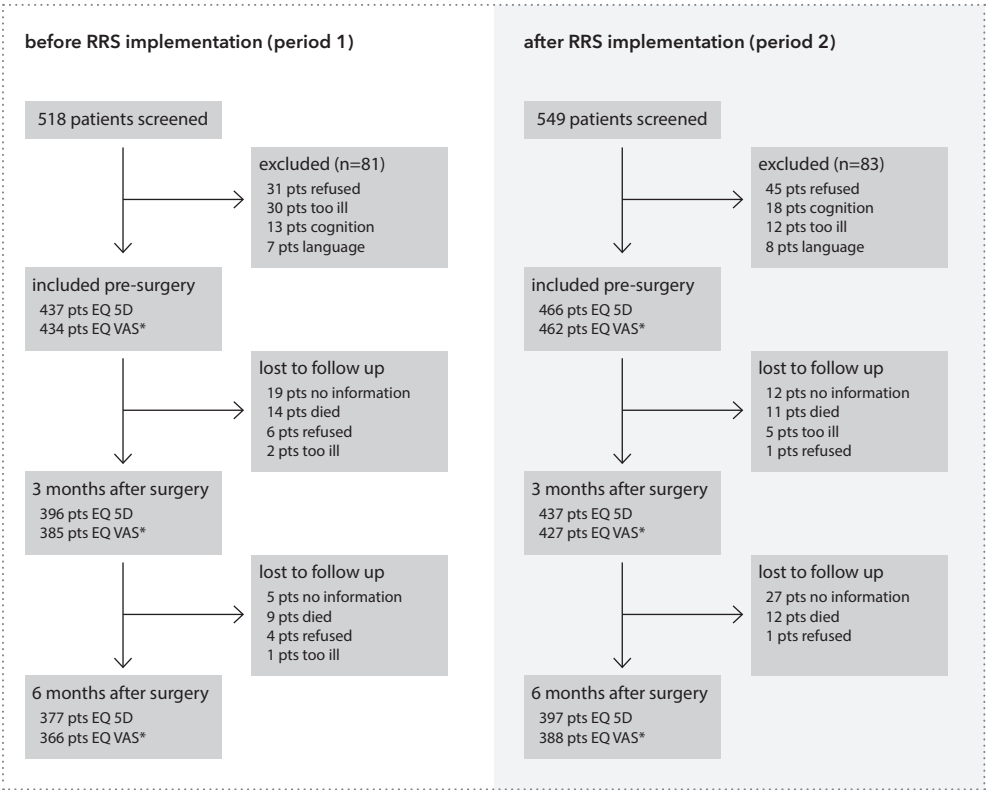 before RRS implementation (period 1)
518 patients screened
excluded (n=81)
31 pts refused
30 pts too ill
13 pts cognition
7 pts language
included pre-surgery
437 pts EQ 5D
434 pts EQ VAS*
lost to follow up
19 pts no information
14 pts died
6 pts refused
2 pts too ill
3 months after surgery
396 pts EQ 5D
385 pts EQ VAS*
lost to follow up
5 pts no information
9 pts died
4 pts refused
1 pts too ill
6 months after surgery
377 pts EQ 5D
366 pts EQ VAS*
after RRS implementation (period 2)
549 patients screened
excluded (n=83)
45 pts refused
18 pts cognition
12 pts too ill
8 pts language
included pre-surgery
466 pts EQ 5D
462 pts EQ VAS*
lost to follow up
12 pts no information
11 pts died
5 pts too ill
1 pts refused
3 months after surgery
437 pts EQ 5D
427 pts EQ VAS*
lost to follow up
27 pts no information
12 pts died
1 pts refused
6 months after surgery
397 pts EQ 5D
388 pts EQ VAS*